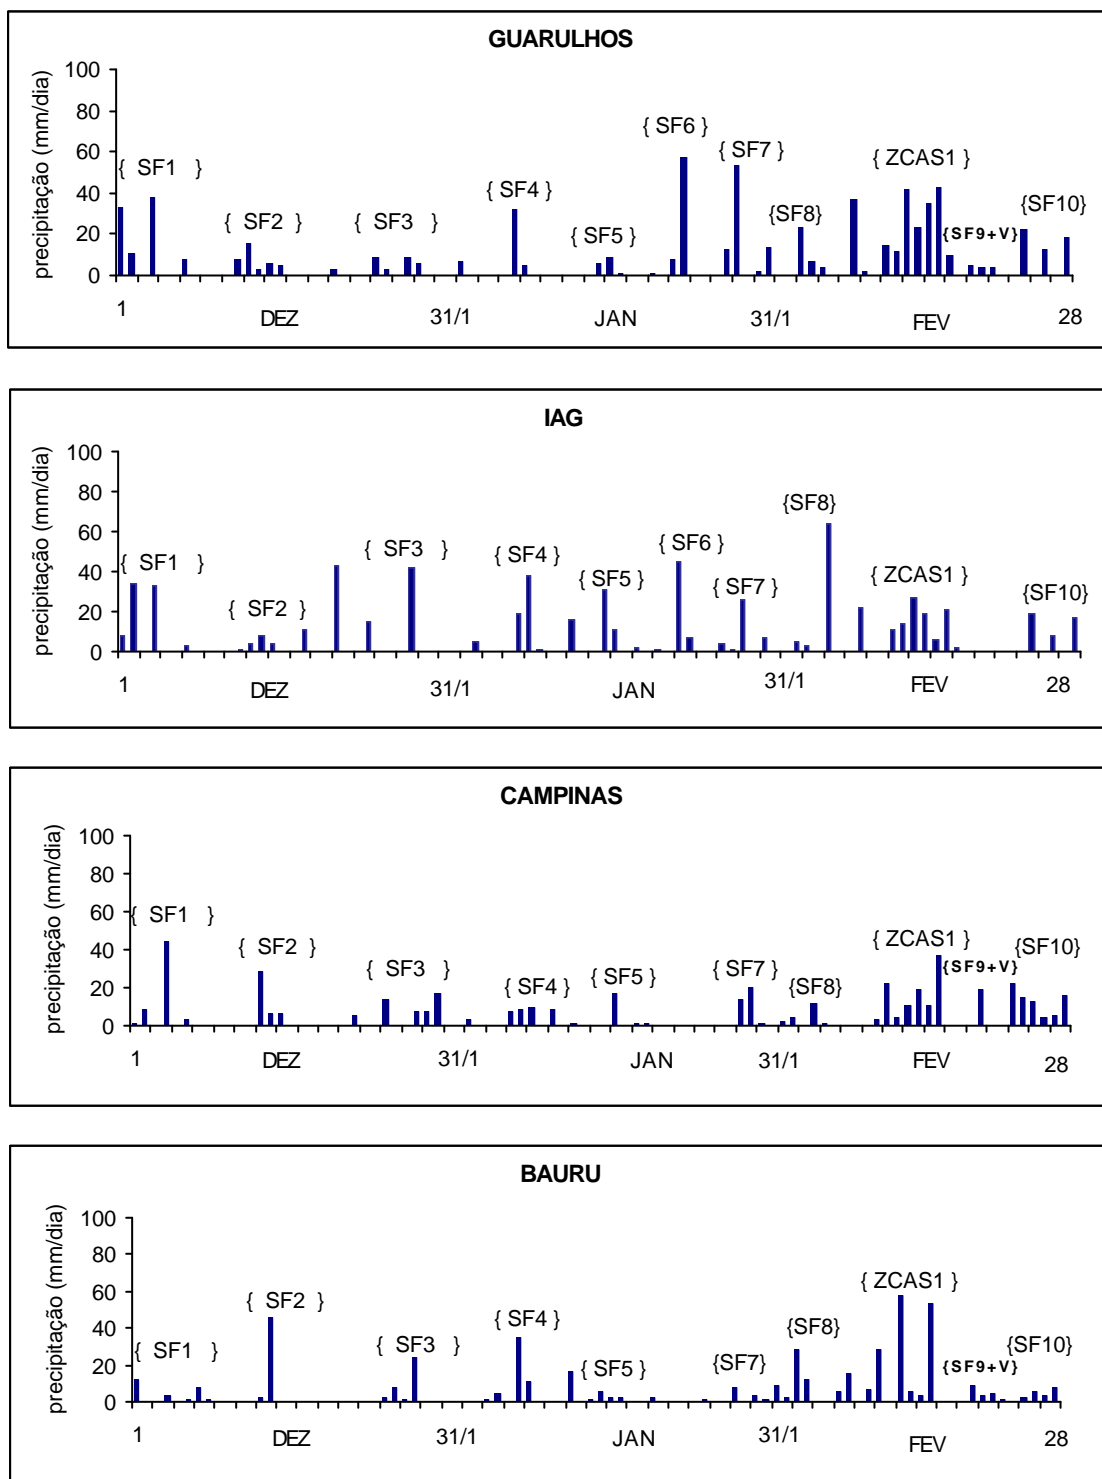 GUARULHOS
precipitação (mm/dia)
100
80
60
40
20
0
{ SF1 }
{ SF2 }
{ SF3 }
{ SF4 }
{ SF5 }
{ SF6 }
{ SF7 }
{SF8}
{ ZCAS1 }
{SF9+V}
{SF10}
1 DEZ 31/1 JAN 31/1 FEV 28
IAG
precipitação (mm/dia)
100
80
60
40
20
0
{ SF1 }
{ SF2 }
{ SF3 }
{ SF4 }
{ SF5 }
{ SF6 }
{ SF7 }
{SF8}
{ ZCAS1 }
{SF10}
1 DEZ 31/1 JAN 31/1 FEV 28
CAMPINAS
precipitação (mm/dia)
100
80
60
40
20
0
{ SF1 }
{ SF2 }
{ SF3 }
{ SF4 }
{ SF5 }
{ SF7 }
{SF8}
{ ZCAS1 }
{SF9+V}
{SF10}
1 DEZ 31/1 JAN 31/1 FEV 28
BAURU
precipitação (mm/dia)
100
80
60
40
20
0
{ SF1 }
{ SF2 }
{ SF3 }
{ SF4 }
{ SF5 }
{SF7}
{SF8}
{ ZCAS1 }
{SF9+V}
{SF10}
1 DEZ 31/1 JAN 31/1 FEV 28